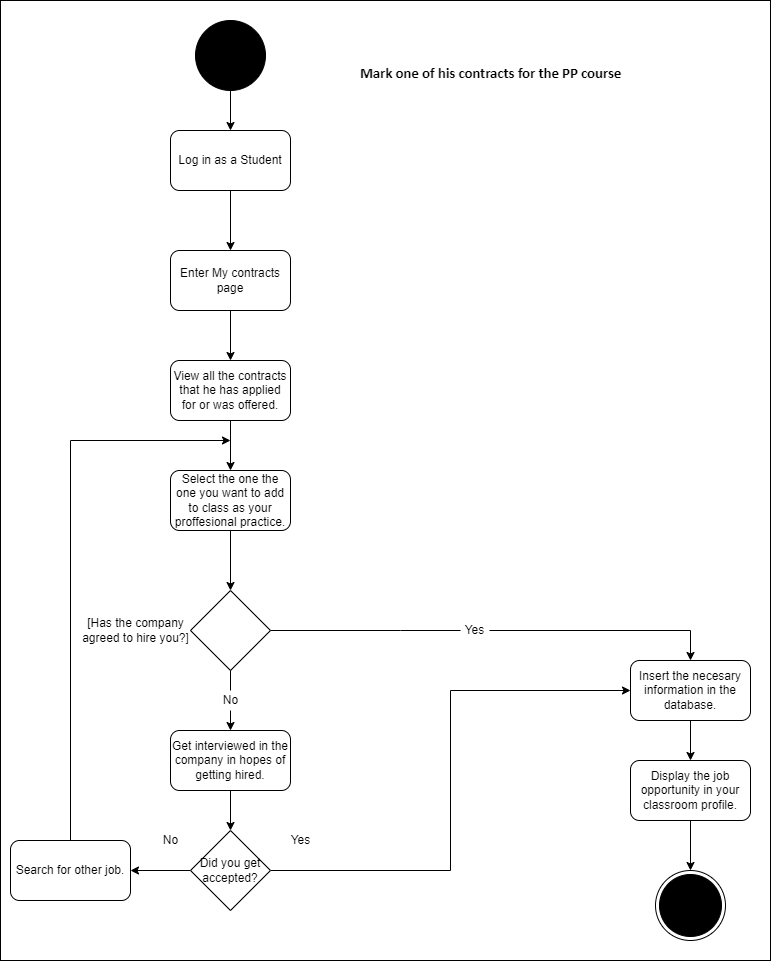 Mark one of his contracts for the PP course
Log in as a Student
Enter My contracts
page
View all the contracts
that he has applied
for or was offered.
Select the one the
one you want to add
to class as your
proffesional practice.
[Has the company
agreed to hire you?]
Yes
No
Insert the necesary
information in the
database.
Get interviewed in the
company in hopes of
getting hired.
Display the job
opportunity in your
classroom profile.
No
Yes
Did you get
accepted?
Search for other job.